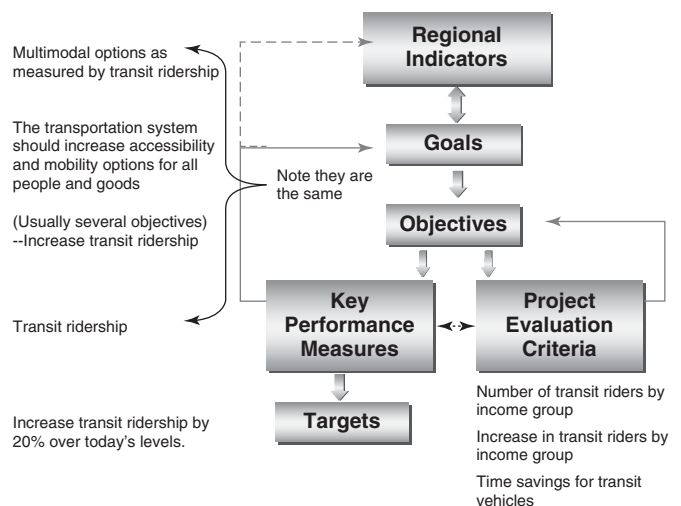 Multimodal options as
measured by transit ridership
The transportation system
should increase accessibility
and mobility options for all
people and goods
(Usually several objectives)
--Increase transit ridership
Transit ridership
Increase transit ridership by
20% over today's levels.
Note they are
the same
Regional
Indicators
Goals
Objectives
Key
Performance
Measures
Project
Evaluation
Criteria
Targets
Number of transit riders by
income group
Increase in transit riders by
income group
Time savings for transit
vehicles